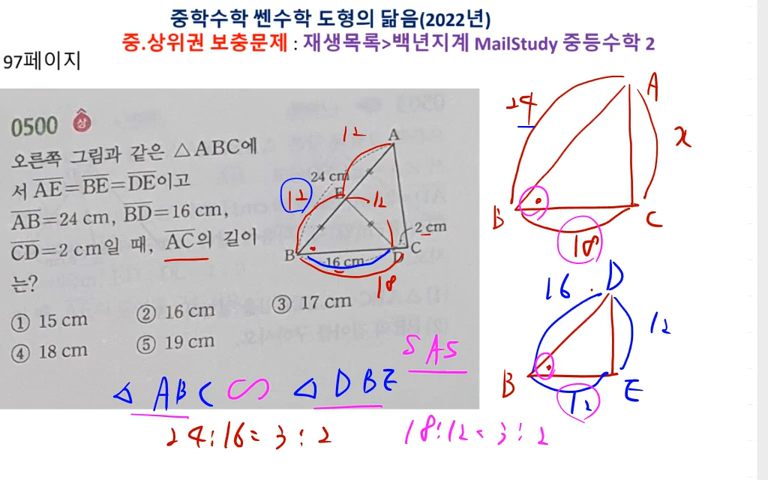 중학수학 쎈수학 도형의 닮음(2022년)
중.상위권 보충문제 : 재생목록>백년지계 MailStudy 중등수학 2
97페이지
0500 상
오른쪽 그림과 같은 △ABC에
서 AE=BE=DE이고
AB=24 cm, BD=16 cm,
CD=2 cm일 때, AC의 길이
는?
① 15 cm ② 16 cm ③ 17 cm
④ 18 cm ⑤ 19 cm
12
A
24 cm
12
E
12
2 cm
B
16 cm
D
C
18
24
A
x
B
C
18
16
D
12
B
E
12
SAS
△ABC ∽ △DBE
24:16=3:2
18:12=3:2